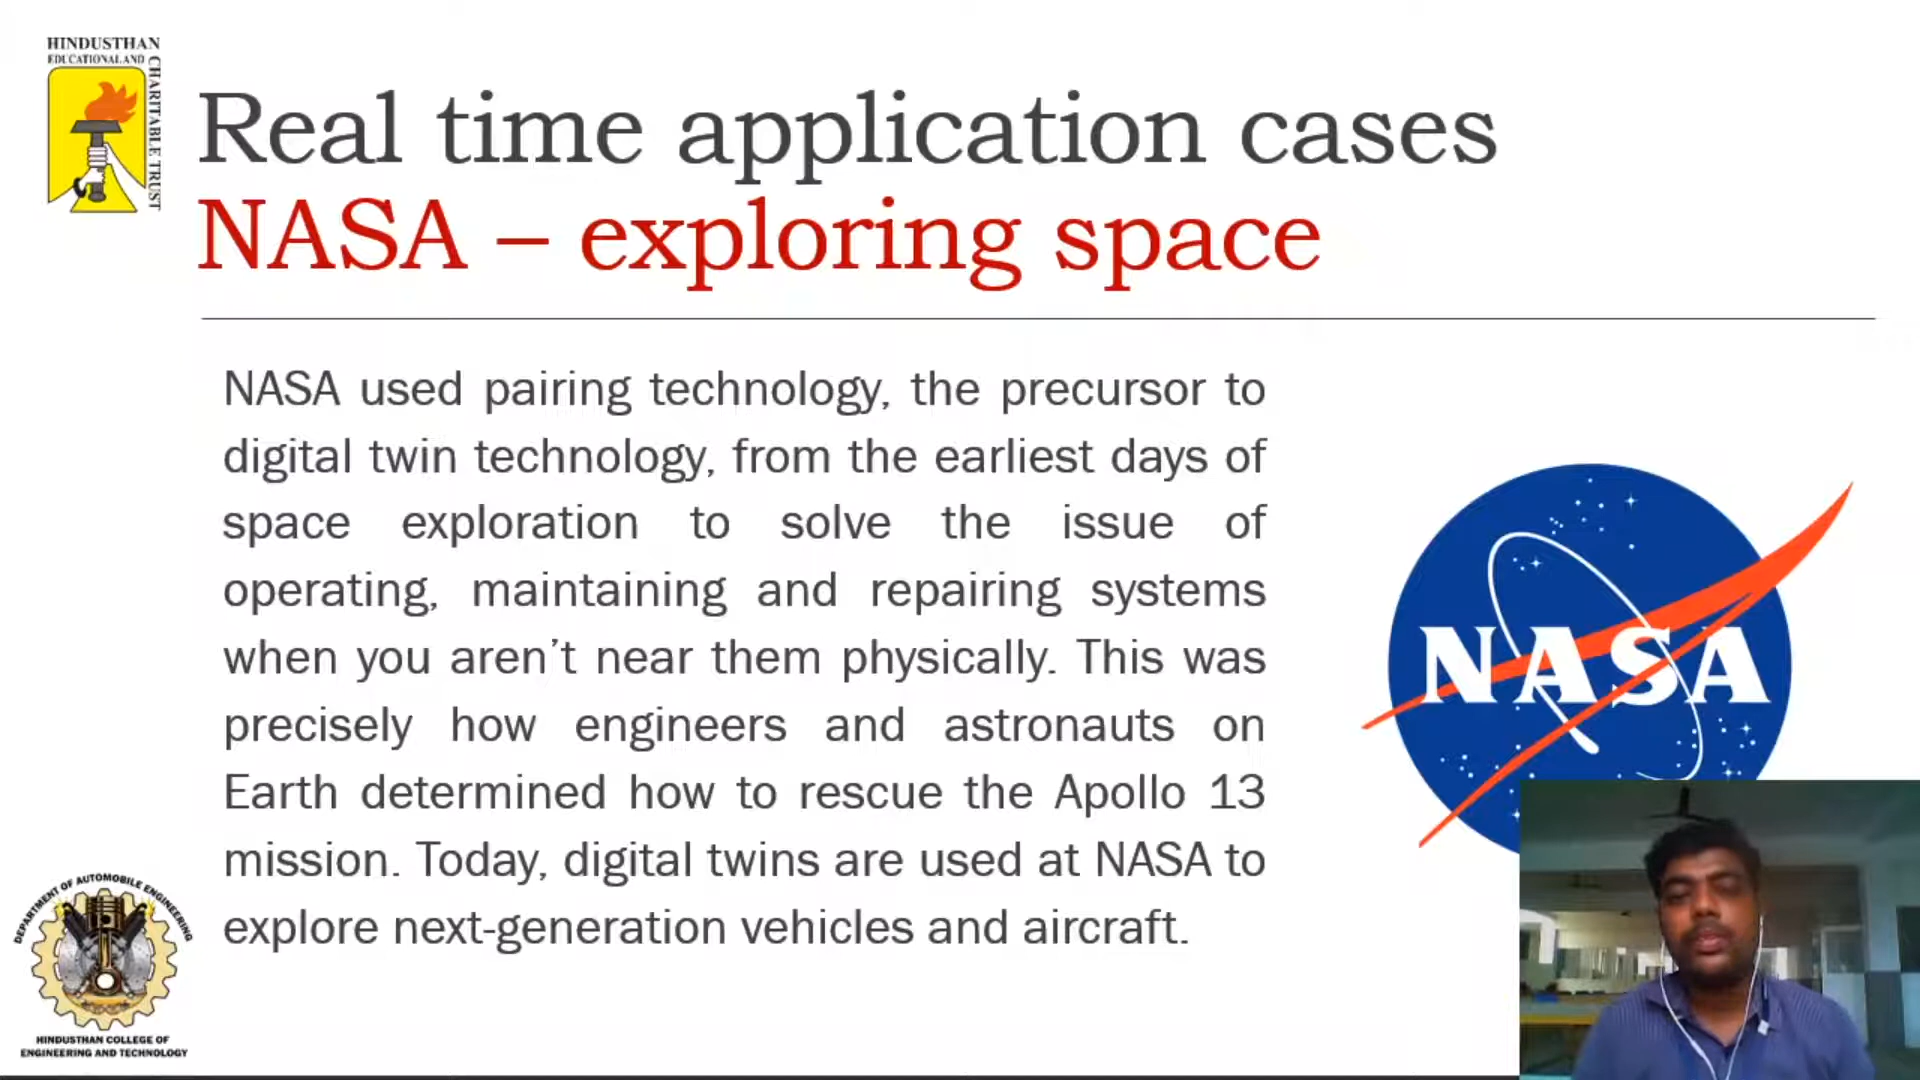 HINDUSTHAN
EDUCATIONAL AND
CHARITABLE TRUST
Real time application cases
NASA – exploring space
NASA used pairing technology, the precursor to
digital twin technology, from the earliest days of
space exploration to solve the issue of
operating, maintaining and repairing systems
when you aren’t near them physically. This was
precisely how engineers and astronauts on
Earth determined how to rescue the Apollo 13
mission. Today, digital twins are used at NASA to
explore next-generation vehicles and aircraft.
NASA
DEPARTMENT OF AUTOMOBILE ENGINEERING
HINDUSTHAN COLLEGE OF
ENGINEERING AND TECHNOLOGY